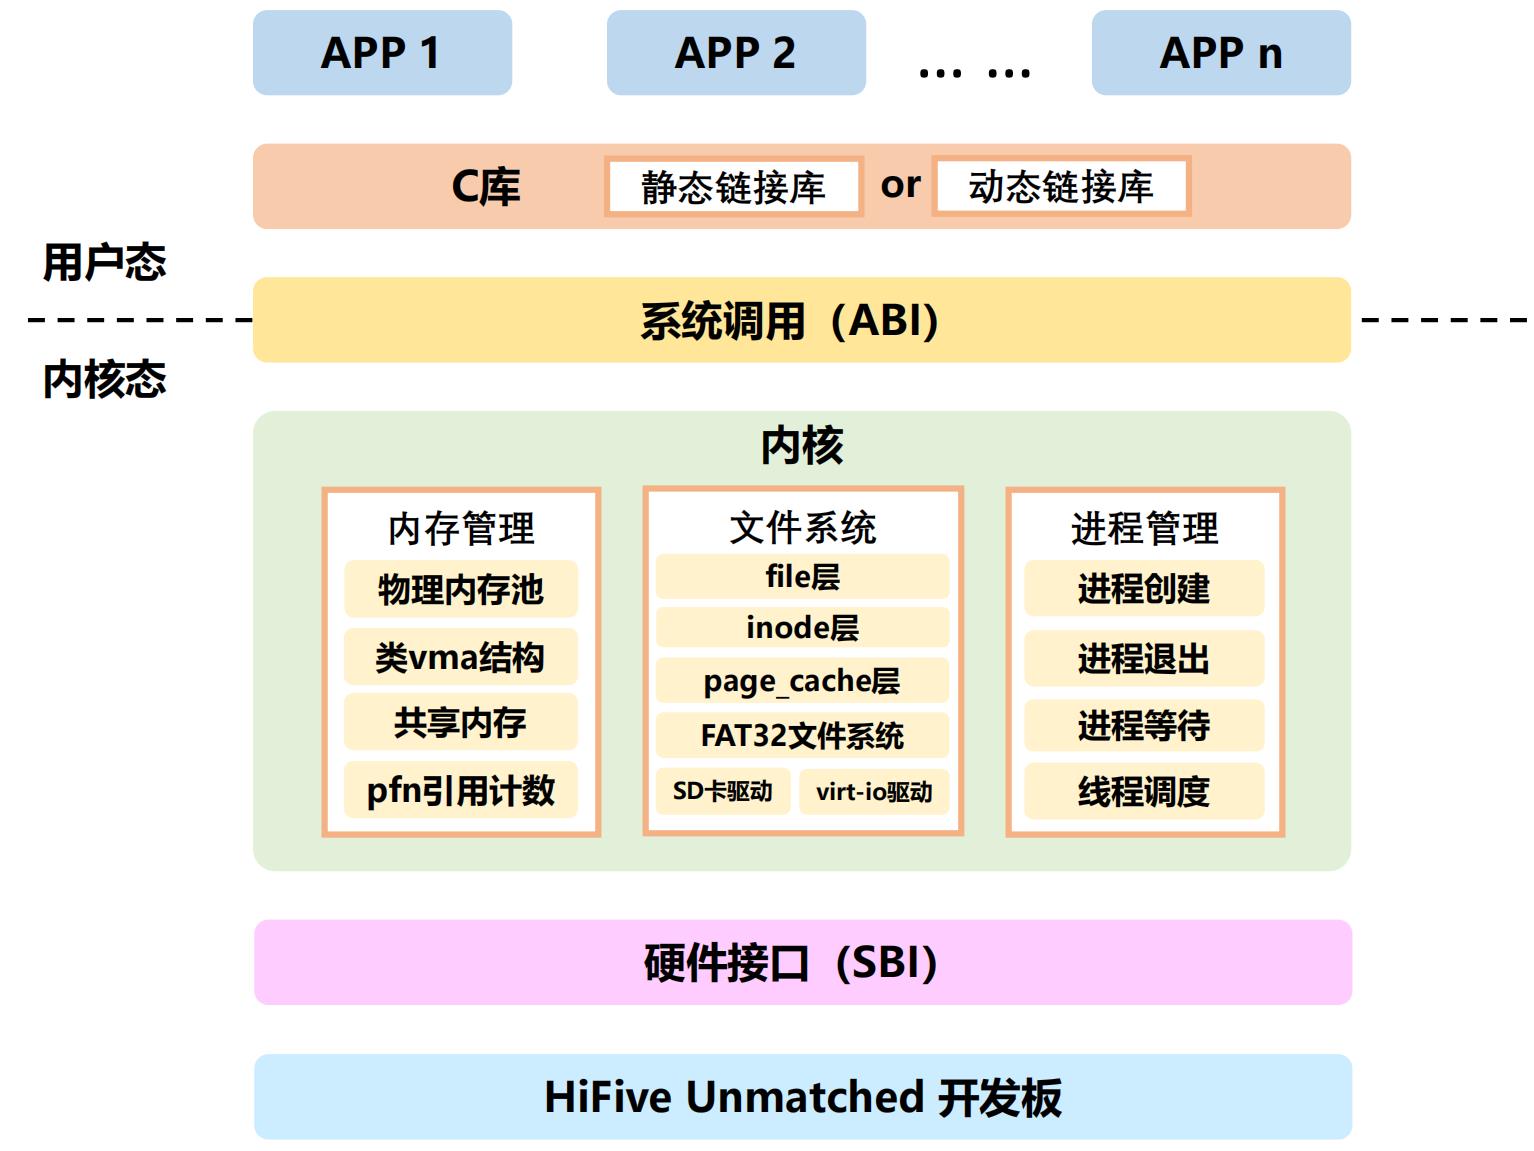 APP 1
APP 2
... ...
APP n
C库
静态链接库
or
动态链接库
用户态
系统调用（ABI）
内核态
内核
内存管理
物理内存池
类vma结构
共享内存
pfn引用计数
文件系统
file层
inode层
page_cache层
FAT32文件系统
SD卡驱动
virt-io驱动
进程管理
进程创建
进程退出
进程等待
线程调度
硬件接口（SBI）
HiFive Unmatched 开发板